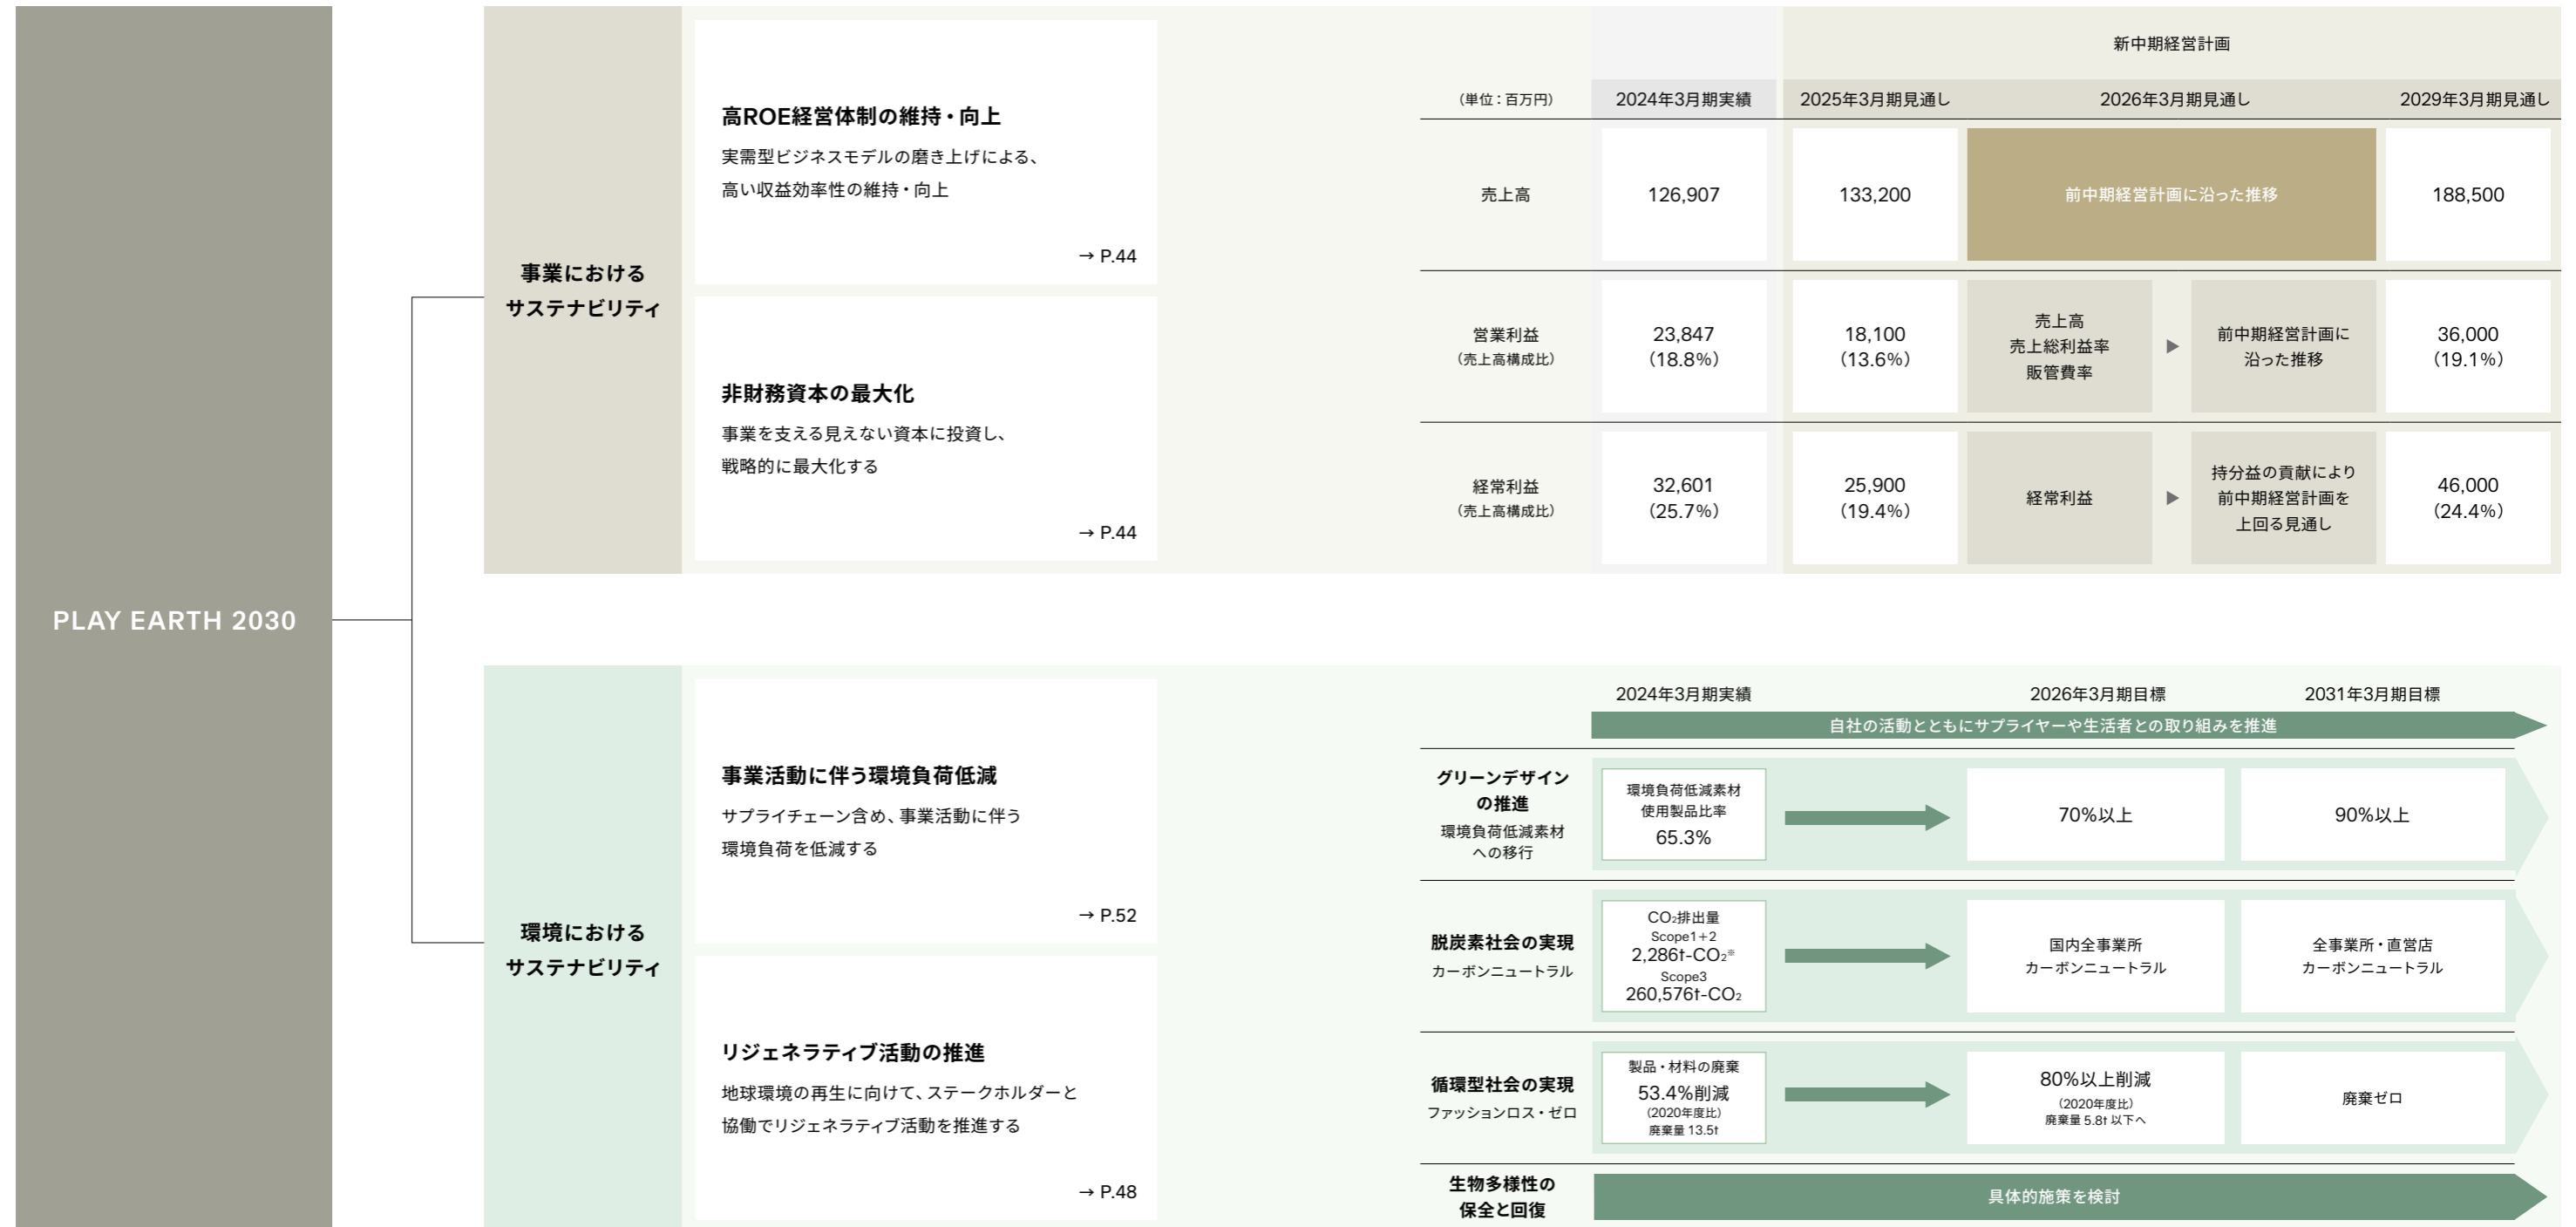 PLAY EARTH 2030
事業における
サステナビリティ
高ROE経営体制の維持・向上
実需型ビジネスモデルの磨き上げによる、
高い収益効率性の維持・向上
→ P.44
非財務資本の最大化
事業を支える見えない資本に投資し、
戦略的に最大化する
→ P.44
新中期経営計画
（単位：百万円） 2024年3月期実績 2025年3月期見通し 2026年3月期見通し 2029年3月期見通し
売上高 126,907 133,200 前中期経営計画に沿った推移 188,500
営業利益
（売上高構成比）
23,847
（18.8%）
18,100
（13.6%）
売上高
売上総利益率
販管費率
▶
前中期経営計画に
沿った推移
36,000
（19.1%）
経常利益
（売上高構成比）
32,601
（25.7%）
25,900
（19.4%）
経常利益
▶
持分益の貢献により
前中期経営計画を
上回る見通し
46,000
（24.4%）
環境における
サステナビリティ
事業活動に伴う環境負荷低減
サプライチェーン含め、事業活動に伴う
環境負荷を低減する
→ P.52
リジェネラティブ活動の推進
地球環境の再生に向けて、ステークホルダーと
協働でリジェネラティブ活動を推進する
→ P.48
2024年3月期実績 2026年3月期目標 2031年3月期目標
自社の活動とともにサプライヤーや生活者との取り組みを推進
グリーンデザイン
の推進
環境負荷低減素材
への移行
環境負荷低減素材
使用製品比率
65.3%
70%以上
90%以上
脱炭素社会の実現
カーボンニュートラル
CO₂排出量
Scope1+2
2,286t-CO₂※
Scope3
260,576t-CO₂
国内全事業所
カーボンニュートラル
全事業所・直営店
カーボンニュートラル
循環型社会の実現
ファッションロス・ゼロ
製品・材料の廃棄
53.4%削減
（2020年度比）
廃棄量 13.5t
80%以上削減
（2020年度比）
廃棄量 5.8t 以下へ
廃棄ゼロ
生物多様性の
保全と回復
具体的施策を検討